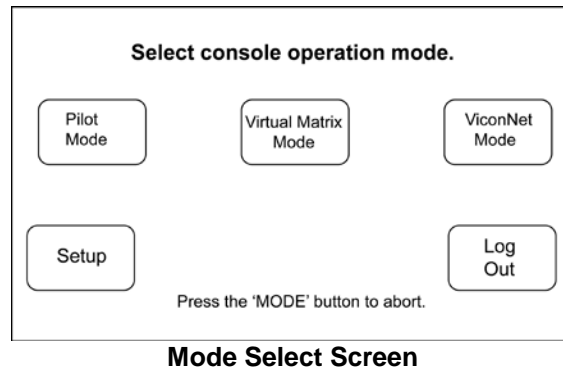 Select console operation mode.
Pilot
Mode
Virtual Matrix
Mode
ViconNet
Mode
Setup
Log
Out
Press the ‘MODE’ button to abort.
Mode Select Screen